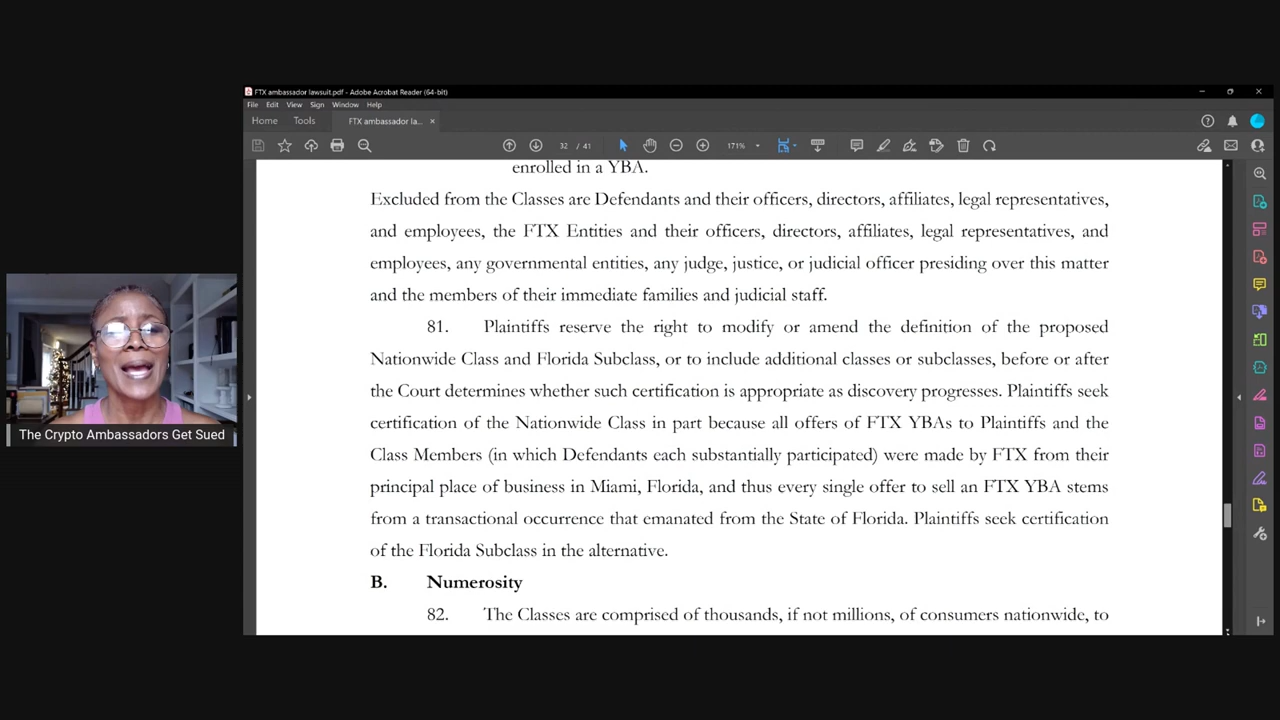 FTX ambassador lawsuit.pdf - Adobe Acrobat Reader (64-bit)
File Edit View Sign Window Help
Home Tools FTX ambassador la... ×
32 / 41 171%
enrolled in a YBA.
Excluded from the Classes are Defendants and their officers, directors, affiliates, legal representatives,
and employees, the FTX Entities and their officers, directors, affiliates, legal representatives, and
employees, any governmental entities, any judge, justice, or judicial officer presiding over this matter
and the members of their immediate families and judicial staff.
81. Plaintiffs reserve the right to modify or amend the definition of the proposed
Nationwide Class and Florida Subclass, or to include additional classes or subclasses, before or after
the Court determines whether such certification is appropriate as discovery progresses. Plaintiffs seek
certification of the Nationwide Class in part because all offers of FTX YBAs to Plaintiffs and the
Class Members (in which Defendants each substantially participated) were made by FTX from their
principal place of business in Miami, Florida, and thus every single offer to sell an FTX YBA stems
from a transactional occurrence that emanated from the State of Florida. Plaintiffs seek certification
of the Florida Subclass in the alternative.
B. Numerosity
82. The Classes are comprised of thousands, if not millions, of consumers nationwide, to
The Crypto Ambassadors Get Sued